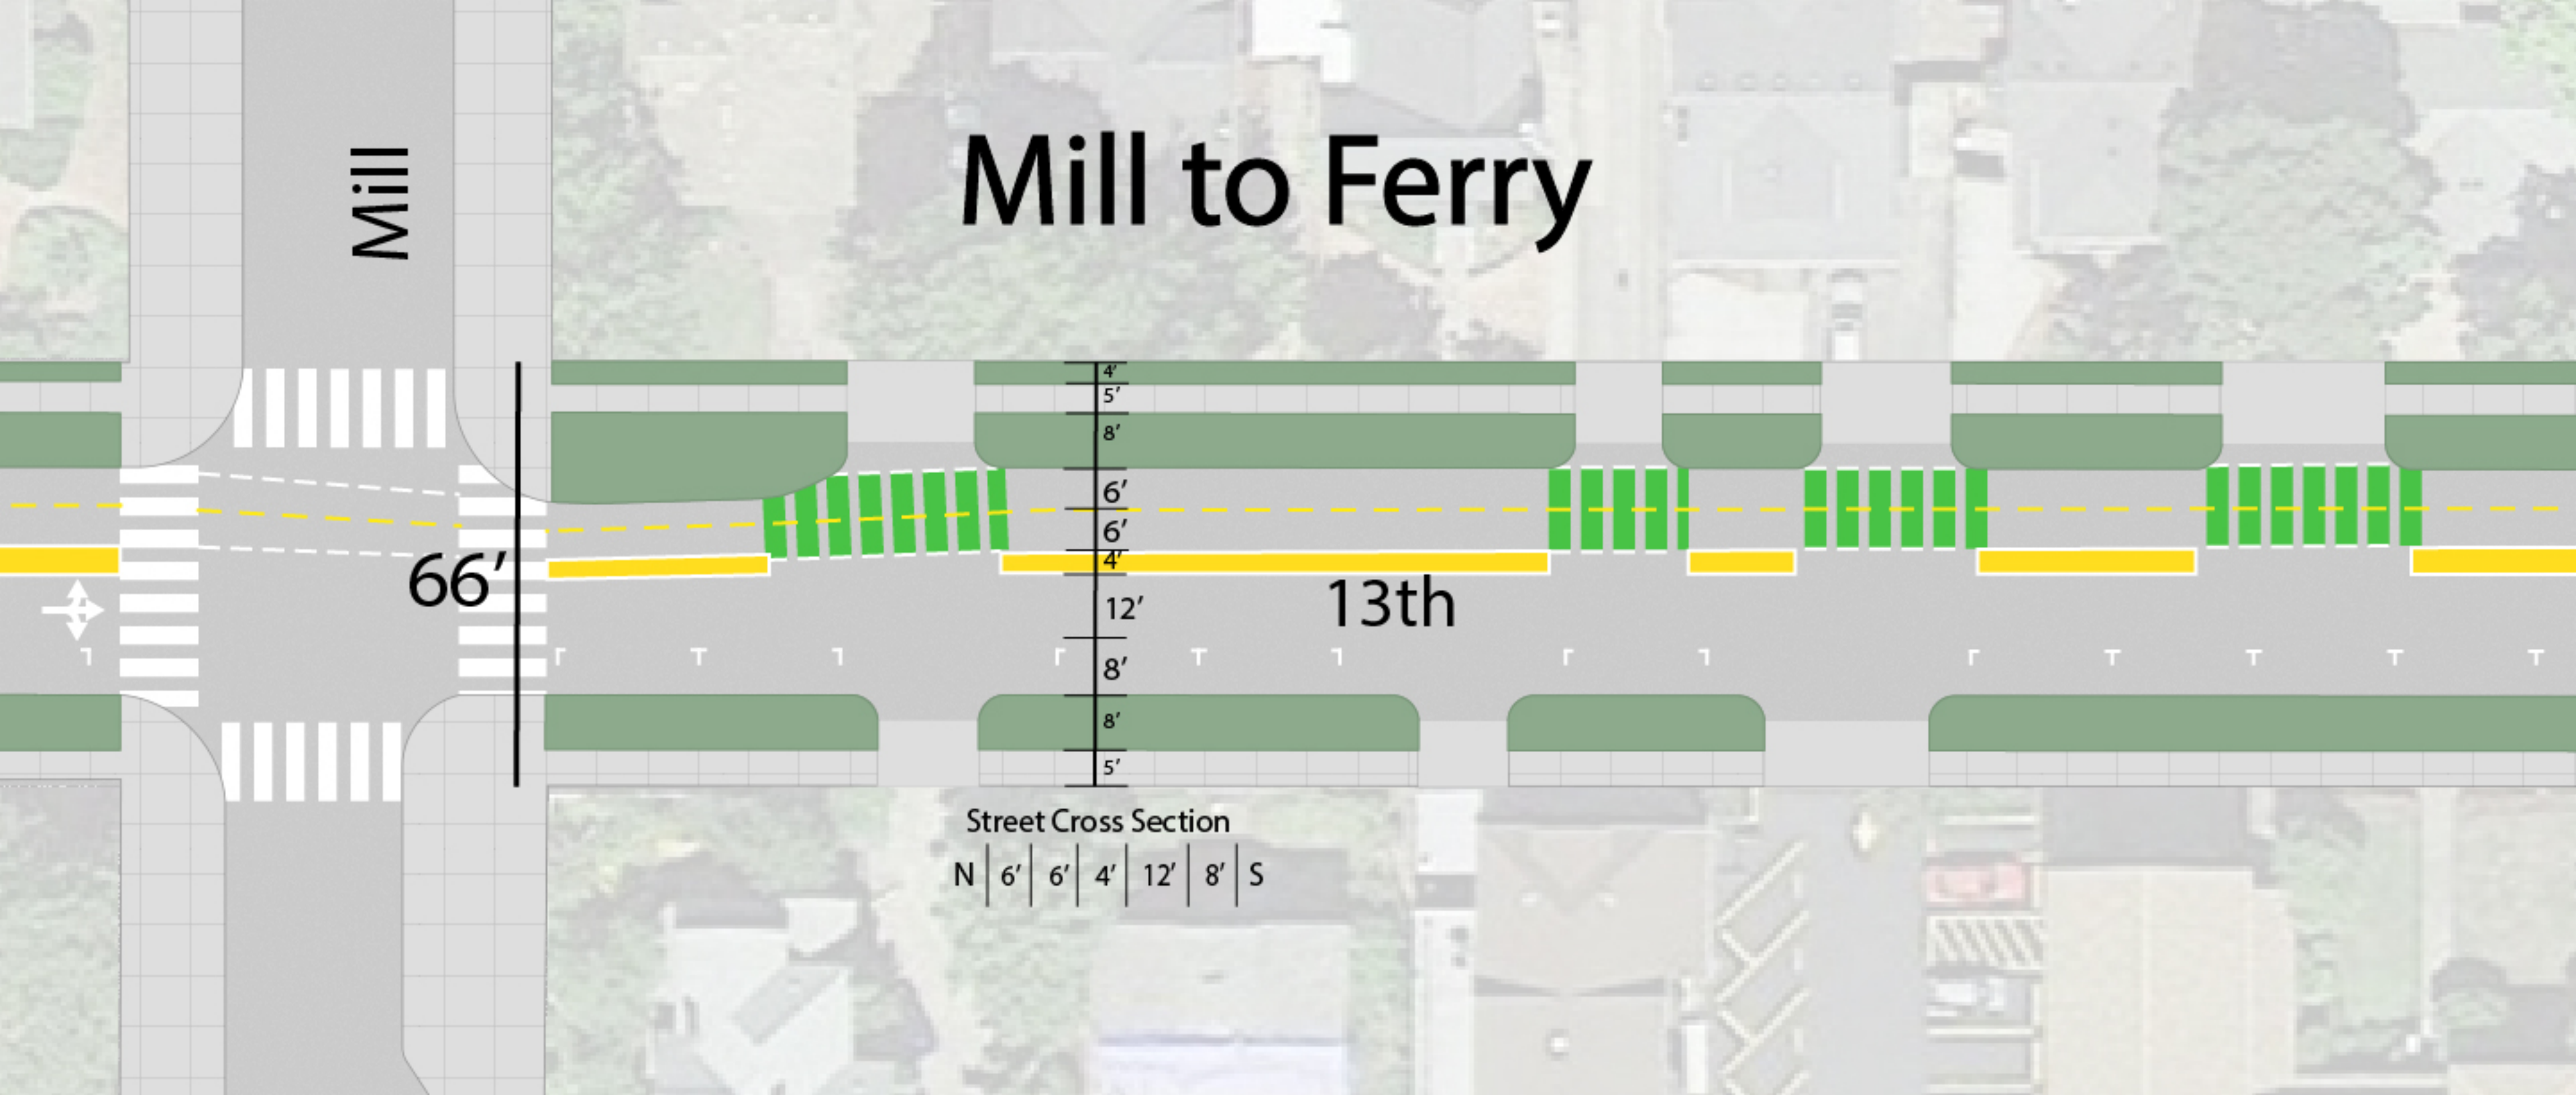 Mill
Mill to Ferry
4'
5'
8'
6'
6'
4'
12'
8'
8'
5'
66'
13th
Street Cross Section
N 6' 6' 4' 12' 8' S